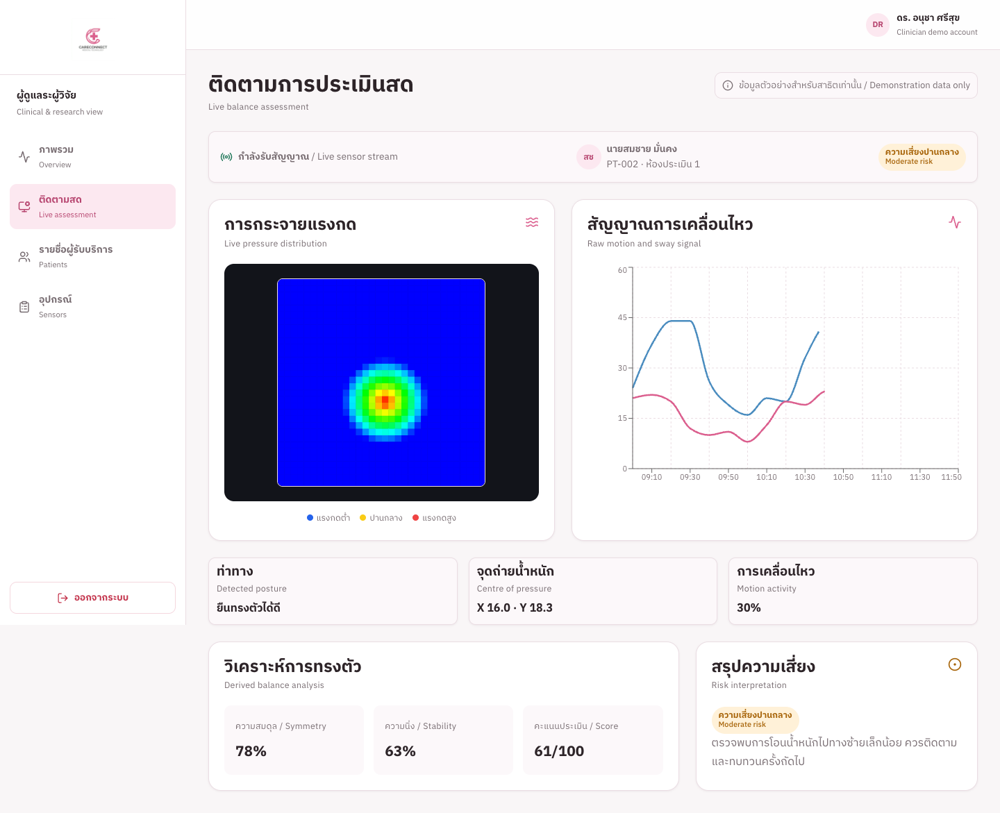 CARECONNECT
ผู้ดูแลระผู้วิจัย
Clinical & research view
ภาพรวม
Overview
ติดตามสด
Live assessment
รายชื่อผู้รับบริการ
Patients
อุปกรณ์
Sensors
ออกจากระบบ
DR
ดร. อนุชา ศรีสุข
Clinician demo account
ติดตามการประเมินสด
Live balance assessment
ข้อมูลตัวอย่างสำหรับสาธิตเท่านั้น / Demonstration data only
กำลังรับสัญญาณ / Live sensor stream
สช
นายสมชาย มั่นคง
PT-002 · ห้องประเมิน 1
ความเสี่ยงปานกลาง
Moderate risk
การกระจายแรงกด
Live pressure distribution
แรงกดต่ำ ปานกลาง แรงกดสูง
สัญญาณการเคลื่อนไหว
Raw motion and sway signal
60
45
30
15
0
09:10 09:30 09:50 10:10 10:30 10:50 11:10 11:30 11:50
ท่าทาง
Detected posture
ยืนทรงตัวได้ดี
จุดถ่ายน้ำหนัก
Centre of pressure
X 16.0 · Y 18.3
การเคลื่อนไหว
Motion activity
30%
วิเคราะห์การทรงตัว
Derived balance analysis
ความสมดุล / Symmetry
78%
ความนิ่ง / Stability
63%
คะแนนประเมิน / Score
61/100
สรุปความเสี่ยง
Risk interpretation
ความเสี่ยงปานกลาง
Moderate risk
ตรวจพบการโอนน้ำหนักไปทางซ้ายเล็กน้อย ควรติดตาม
และทบทวนครั้งถัดไป